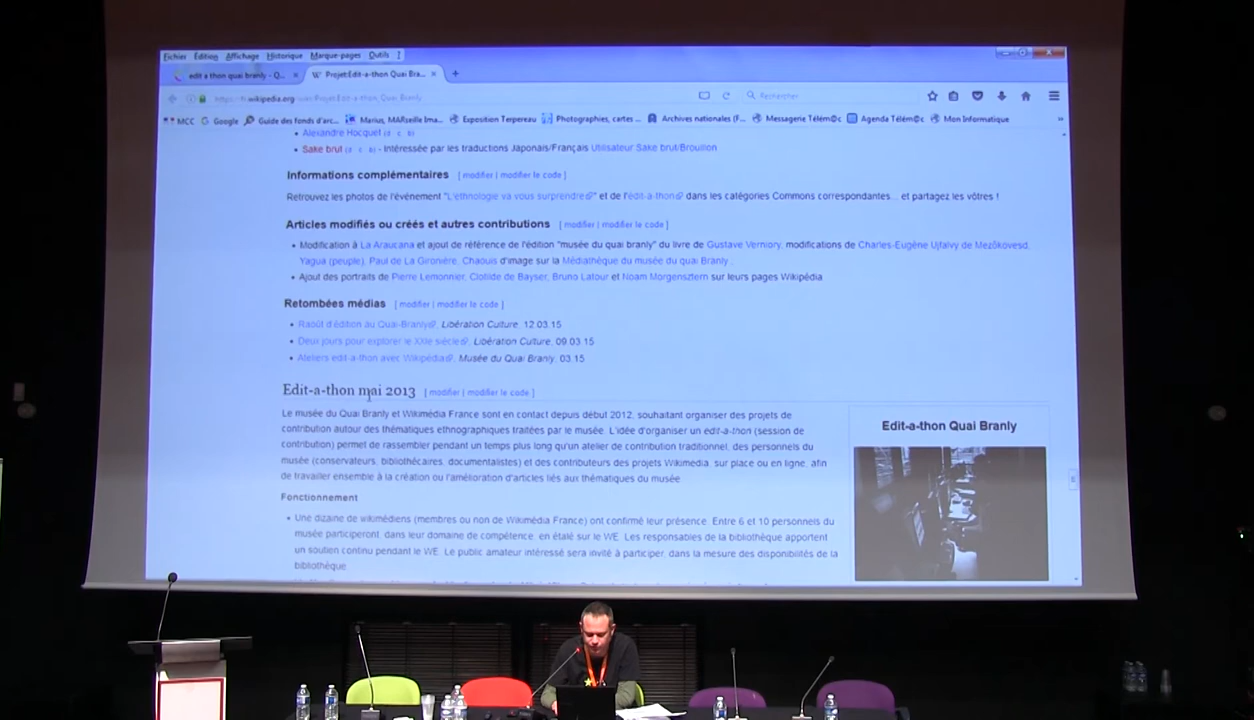 Fichier Édition Affichage Historique Marque-pages Outils ?
edit a thon quai branly - Q... Projet:Edit-a-thon Quai Bra...
wikipedia.org Quai_Branly Rechercher
MCC Google Guide des fonds d'arc... Marius, MARseille Ima... Exposition Terpereau Photographies, cartes ... Archives nationales (F... Messagerie Télém@c Agenda Télém@c Mon Informatique
Alexandre Hocquet (d c b)
Sake brut (d c b) - Intéressée par les traductions Japonais/Français Utilisateur Sake brut/Brouillon
Informations complémentaires [ modifier | modifier le code ]
Retrouvez les photos de l'événement "L'ethnologie va vous surprendre" et de l'édit-a-thon dans les catégories Commons correspondantes... et partagez les vôtres !
Articles modifiés ou créés et autres contributions [ modifier | modifier le code ]
Modification à La Araucana et ajout de référence de l'édition "musée du quai branly" du livre de Gustave Verniory, modifications de Charles-Eugène Ujfalvy de Mezőkovesd,
Yagua (peuple), Paul de La Gironière, Chaouis d'image sur la Médiathèque du musée du quai Branly.
Ajout des portraits de Pierre Lemonnier, Clotilde de Bayser, Bruno Latour et Noam Morgensztern sur leurs pages Wikipédia
Retombées médias [ modifier | modifier le code ]
Raoût d'édition au Quai-Branly, Libération Culture, 12.03.15
Deux jours pour explorer le XXIe siècle, Libération Culture, 09.03.15
Ateliers edit-a-thon avec Wikipédia, Musée du Quai Branly, 03.15
Edit-a-thon mai 2013 [ modifier | modifier le code ]
Le musée du Quai Branly et Wikimédia France sont en contact depuis début 2012, souhaitant organiser des projets de
contribution autour des thématiques ethnographiques traitées par le musée. L'idée d'organiser un edit-a-thon (session de
contribution) permet de rassembler pendant un temps plus long qu'un atelier de contribution traditionnel, des personnels du
musée (conservateurs, bibliothécaires, documentalistes) et des contributeurs des projets Wikimedia, sur place ou en ligne, afin
de travailler ensemble à la création ou l'amélioration d'articles liés aux thématiques du musée.
Edit-a-thon Quai Branly
Fonctionnement
Une dizaine de wikimédiens (membres ou non de Wikimédia France) ont confirmé leur présence. Entre 6 et 10 personnels du
musée participeront, dans leur domaine de compétence, en étalé sur le WE. Les responsables de la bibliothèque apportent
un soutien continu pendant le WE. Le public amateur intéressé sera invité à participer, dans la mesure des disponibilités de la
bibliothèque